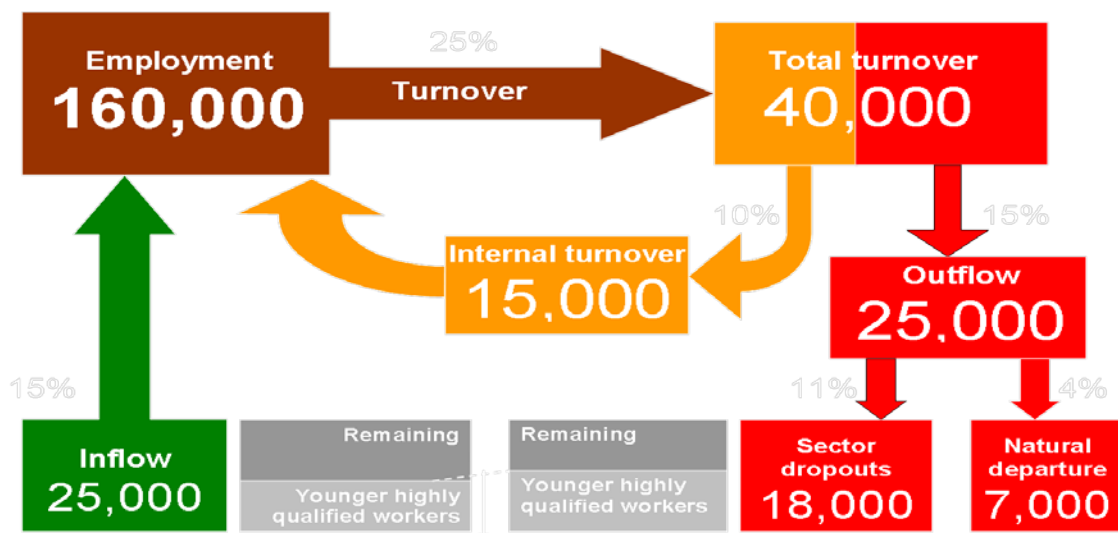 25%
Employment
160,000
Turnover
Total turnover
40,000
10%
15%
Internal turnover
15,000
Outflow
25,000
15%
11%
4%
Inflow
25,000
Remaining
Younger highly
qualified workers
Remaining
Younger highly
qualified workers
Sector
dropouts
18,000
Natural
departure
7,000